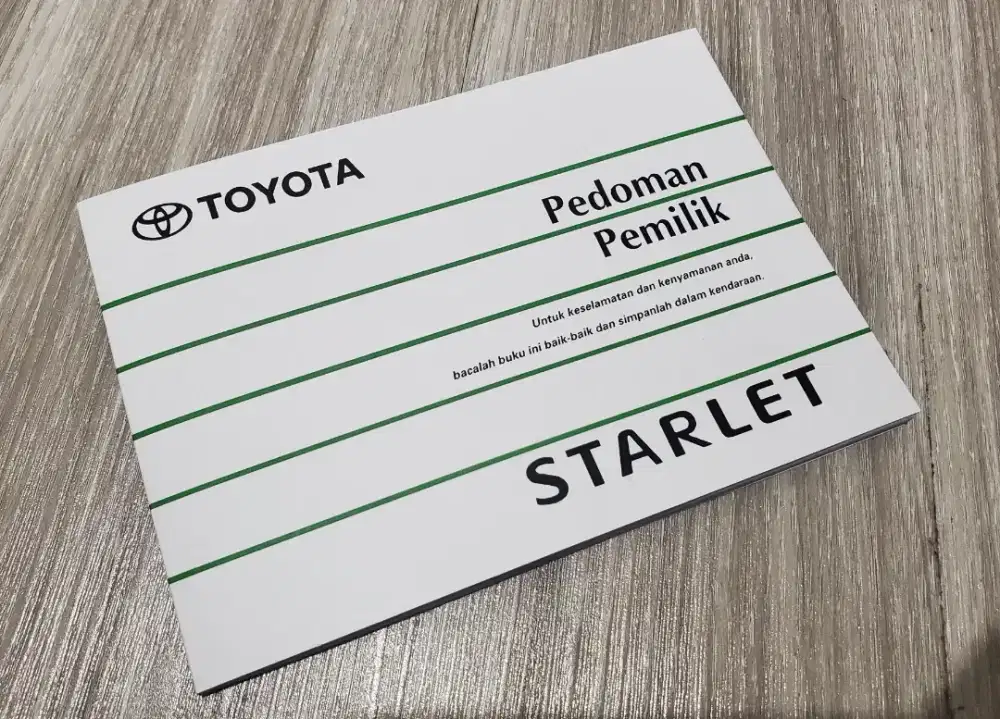 TOYOTA
Pedoman
Pemilik
Untuk keselamatan dan kenyamanan anda,
bacalah buku ini baik-baik dan simpanlah dalam kendaraan.
STARLET